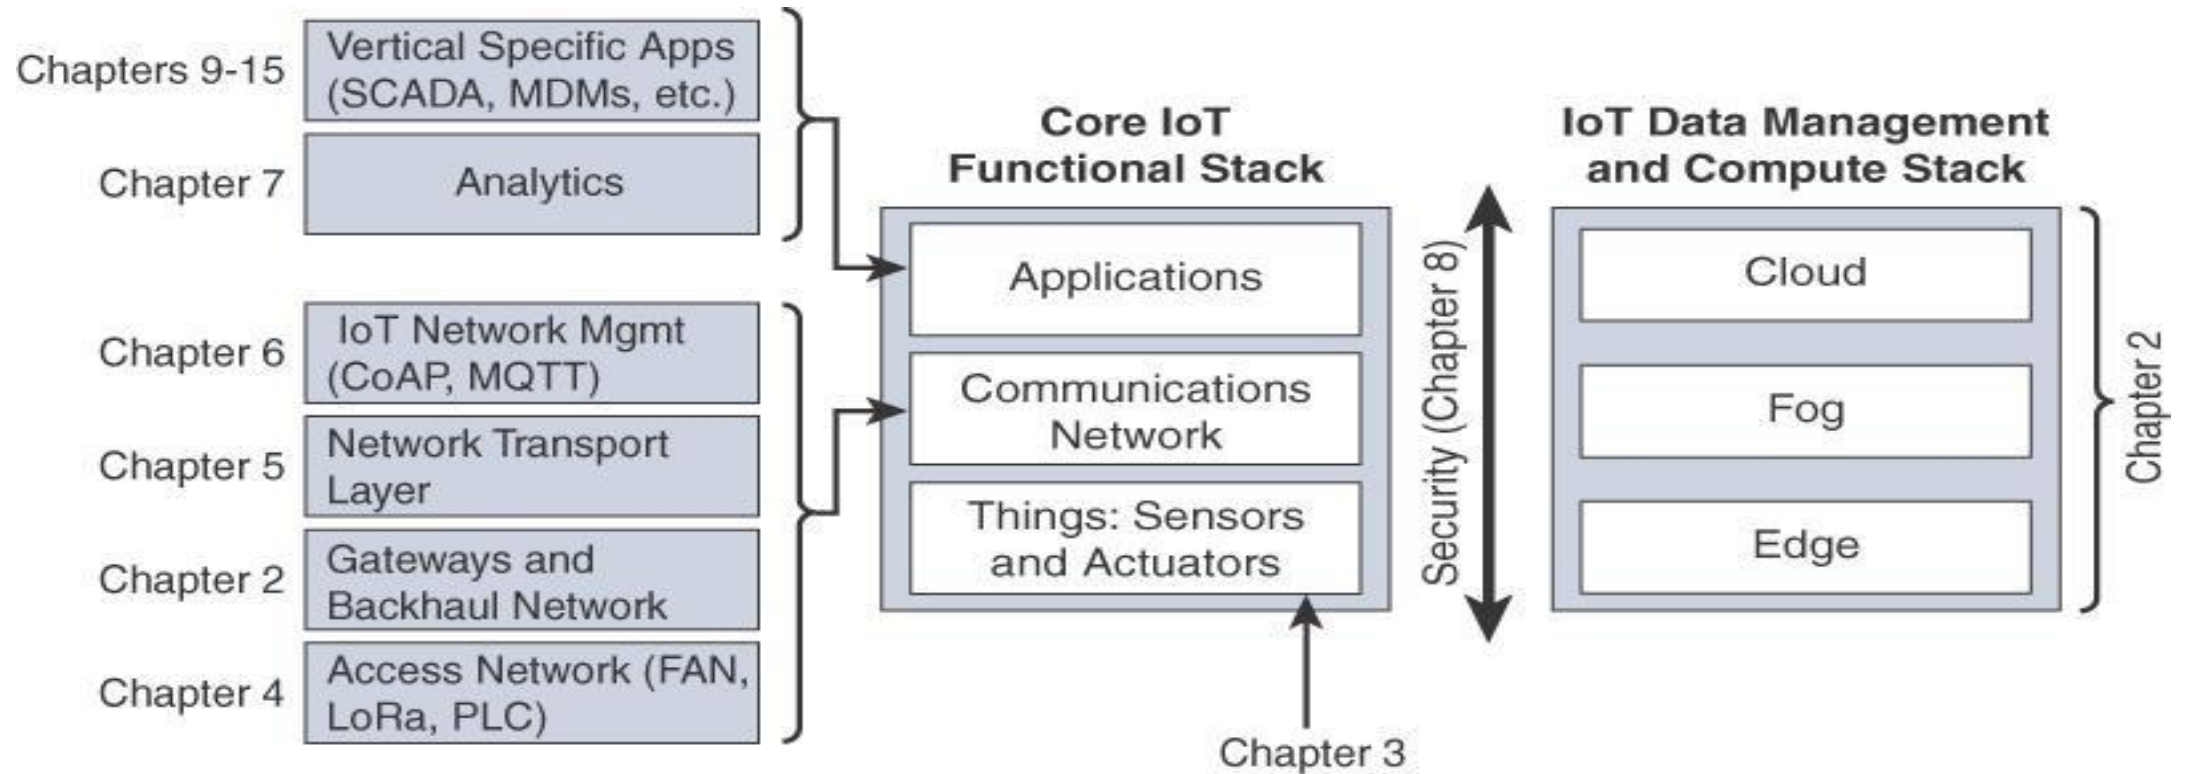 Chapters 9-15
Vertical Specific Apps
(SCADA, MDMs, etc.)
Chapter 7
Analytics
Chapter 6
IoT Network Mgmt
(CoAP, MQTT)
Chapter 5
Network Transport
Layer
Chapter 2
Gateways and
Backhaul Network
Chapter 4
Access Network (FAN,
LoRa, PLC)
Core IoT
Functional Stack
Applications
Communications
Network
Things: Sensors
and Actuators
Chapter 3
Security (Chapter 8)
IoT Data Management
and Compute Stack
Cloud
Fog
Edge
Chapter 2